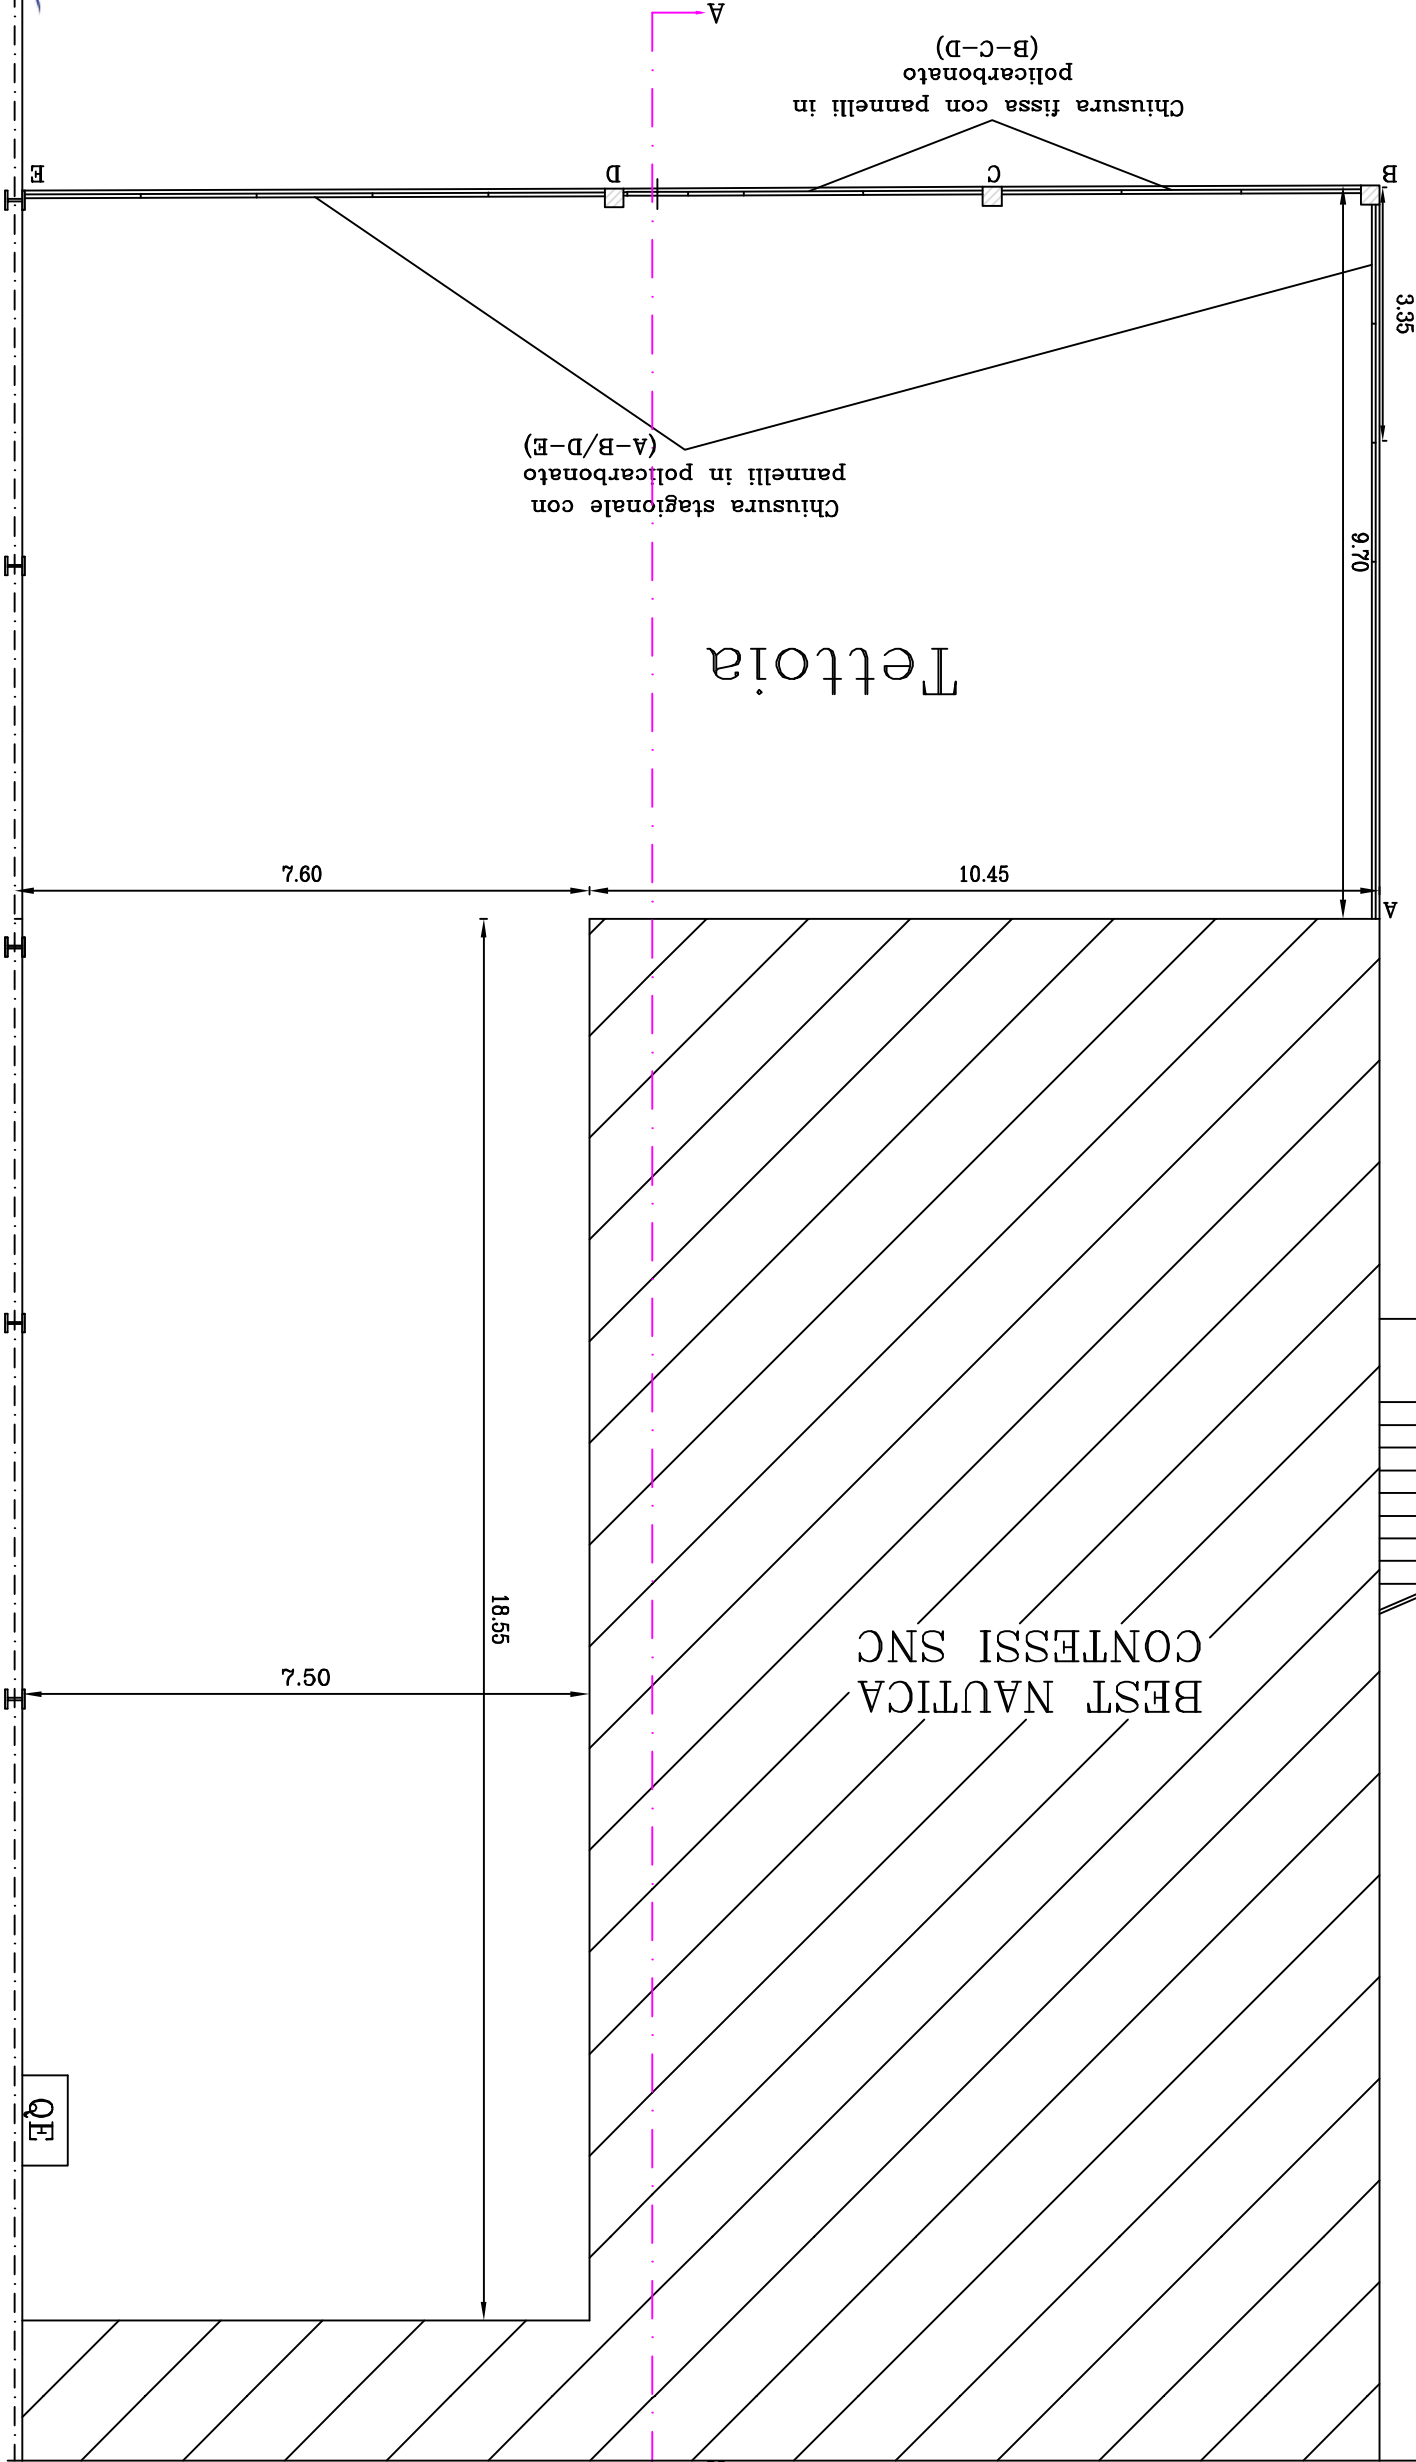 A
Chiusura fissa con pannelli in
policarbonato
(B-C-D)
E
D
C
B
3.35
Chiusura stagionale con
pannelli in policarbonato
(A-B/D-E)
9.70
Tettoia
7.60
10.45
A
18.55
7.50
BEST NAUTICA
CONTESSI SNC
QE